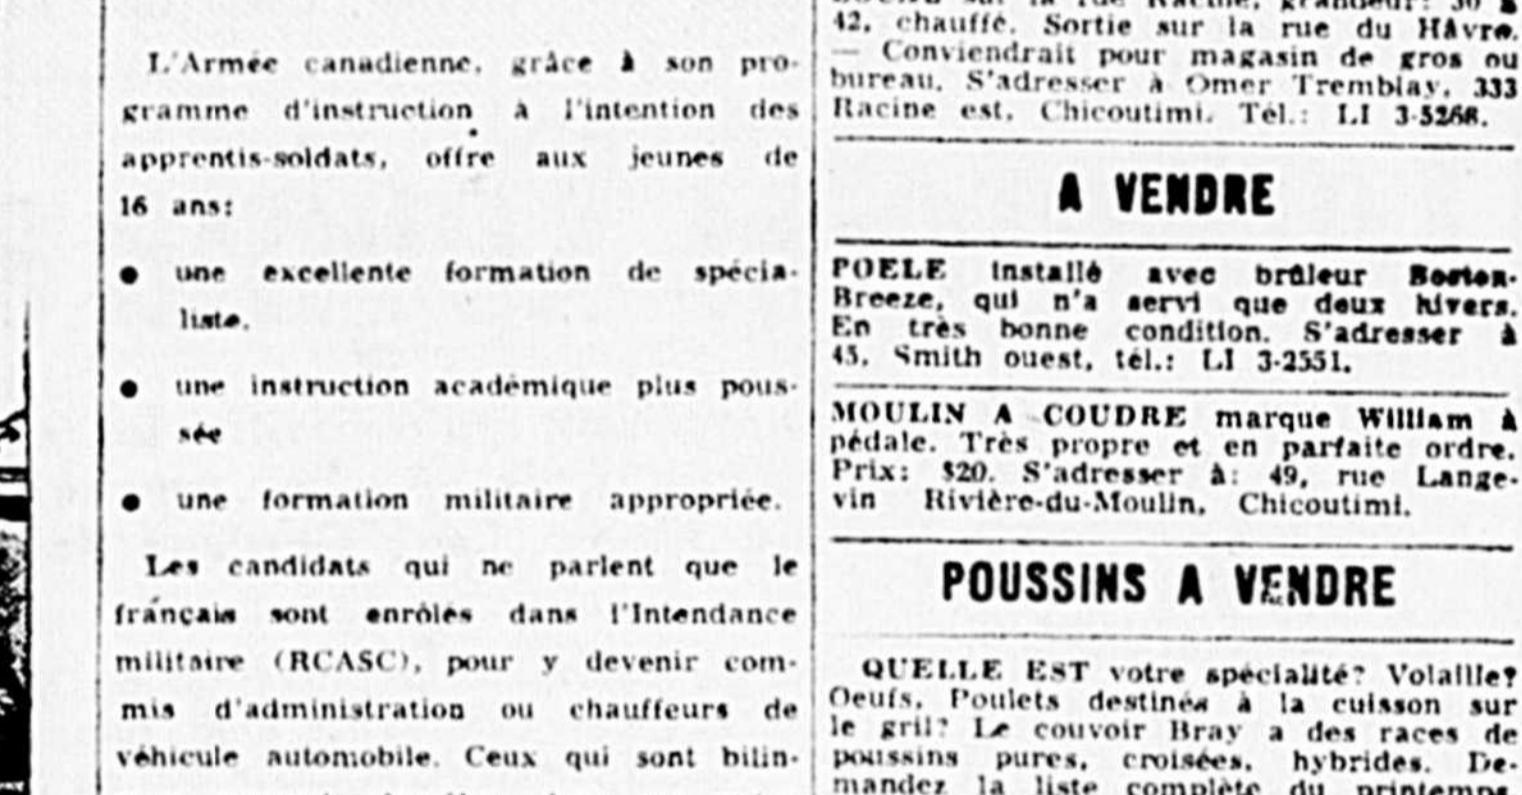 L'Armée canadienne, grâce à son pro-
gramme d'instruction à l'intention des
apprentis-soldats, offre aux jeunes de
16 ans:
● une excellente formation de spécia-
liste.
● une instruction académique plus pous-
sée
● une formation militaire appropriée.
Les candidats qui ne parlent que le
français sont enrôlés dans l'Intendance
militaire (RCASC), pour y devenir com-
mis d'administration ou chauffeurs de
véhicule automobile. Ceux qui sont bilin-
sur la rue Racine, grandeur: 30 à
42, chauffé. Sortie sur la rue du Hâvre.
— Conviendrait pour magasin de gros ou
bureau. S'adresser à Omer Tremblay, 333
Racine est, Chicoutimi. Tél.: LI 3-5268.
A VENDRE
POELE installé avec brûleur Boston-
Breeze, qui n'a servi que deux hivers.
En très bonne condition. S'adresser à
45, Smith ouest, tél.: LI 3-2551.
MOULIN A COUDRE marque William à
pédale. Très propre et en parfaite ordre.
Prix: $20. S'adresser à: 49, rue Lange-
vin Rivière-du-Moulin, Chicoutimi.
POUSSINS A VENDRE
QUELLE EST votre spécialité? Volaille?
Oeufs, Poulets destinés à la cuisson sur
le gril? Le couvoir Bray a des races de
poussins pures, croisées, hybrides. De-
mandez la liste complète du printemps.